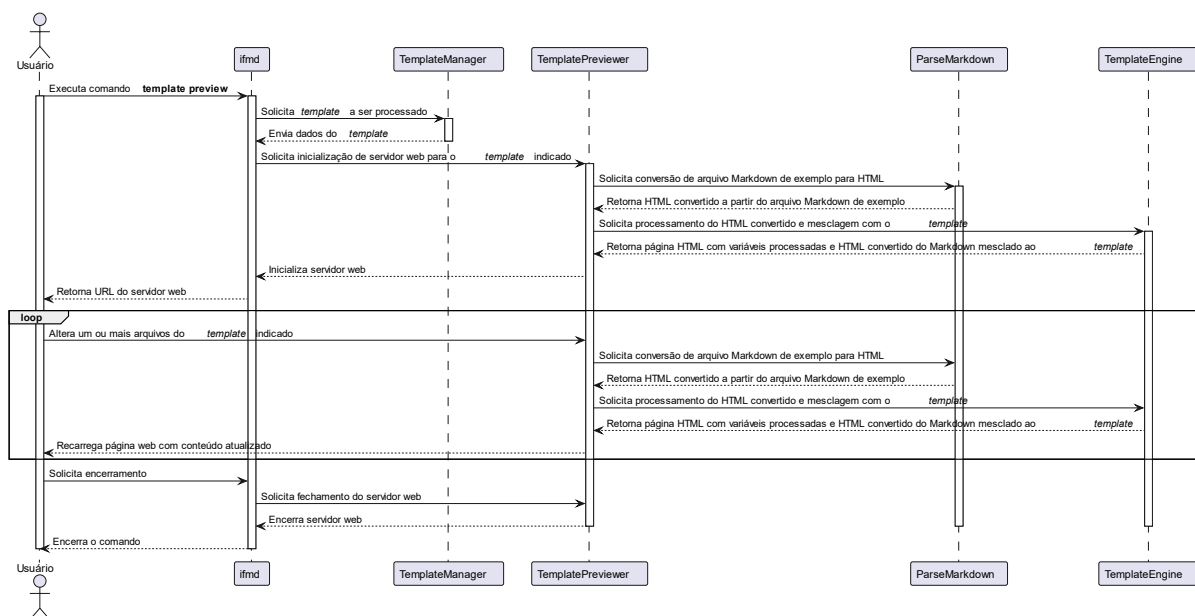 Usuário
ifmd
TemplateManager
TemplatePreviewer
ParseMarkdown
TemplateEngine
Executa comando template preview
Solicita template a ser processado
Envia dados do template
Solicita inicialização de servidor web para o template indicado
Solicita conversão de arquivo Markdown de exemplo para HTML
Retorna HTML convertido a partir do arquivo Markdown de exemplo
Solicita processamento do HTML convertido e mesclagem com o template
Retorna página HTML com variáveis processadas e HTML convertido do Markdown mesclado ao template
Inicializa servidor web
Retorna URL do servidor web
loop
Altera um ou mais arquivos do template indicado
Solicita conversão de arquivo Markdown de exemplo para HTML
Retorna HTML convertido a partir do arquivo Markdown de exemplo
Solicita processamento do HTML convertido e mesclagem com o template
Retorna página HTML com variáveis processadas e HTML convertido do Markdown mesclado ao template
Recarrega página web com conteúdo atualizado
Solicita encerramento
Solicita fechamento do servidor web
Encerra servidor web
Encerra o comando
Usuário
ifmd
TemplateManager
TemplatePreviewer
ParseMarkdown
TemplateEngine